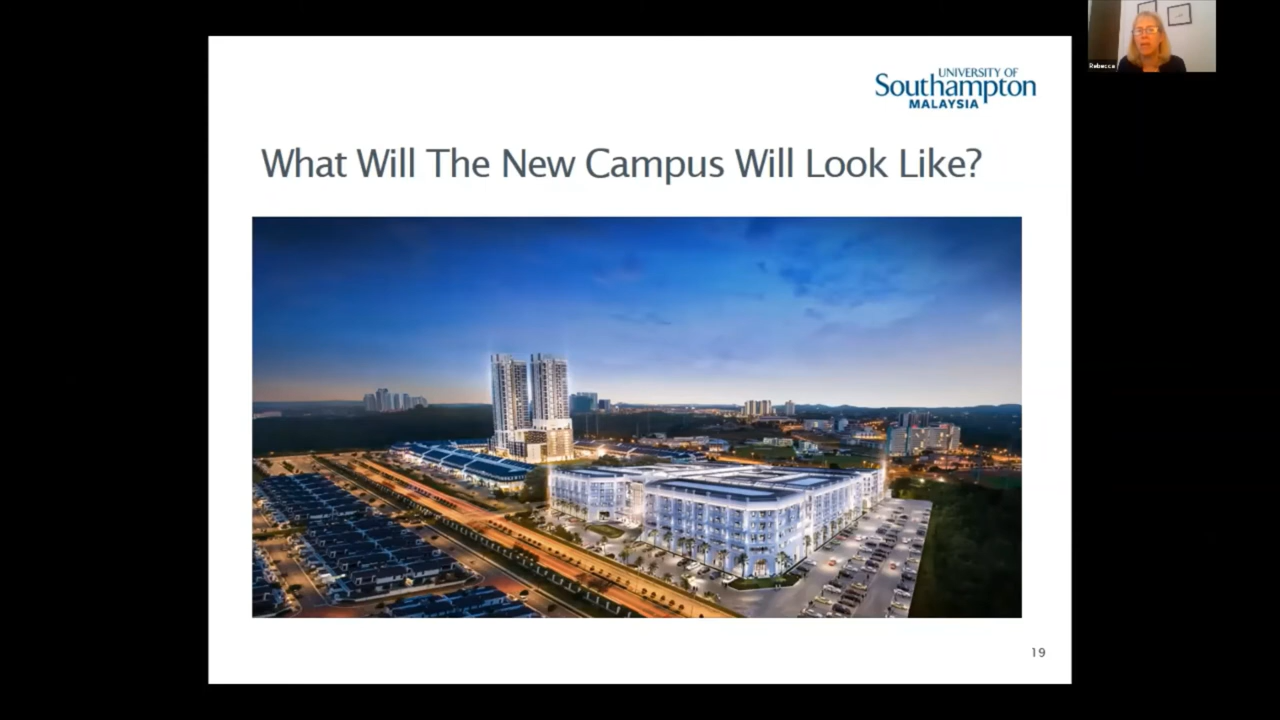 Rebecca
UNIVERSITY OF
Southampton
MALAYSIA
What Will The New Campus Will Look Like?
19